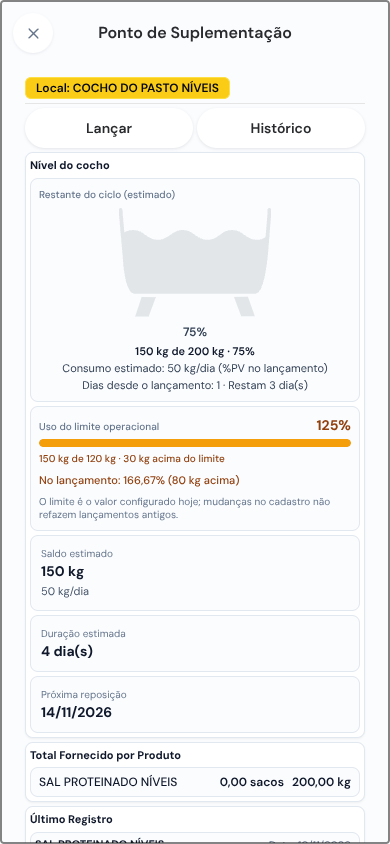 Ponto de Suplementação
Local: COCHO DO PASTO NÍVEIS
Lançar
Histórico
Nível do cocho
Restante do ciclo (estimado)
75%
150 kg de 200 kg · 75%
Consumo estimado: 50 kg/dia (%PV no lançamento)
Dias desde o lançamento: 1 · Restam 3 dia(s)
Uso do limite operacional 125%
150 kg de 120 kg · 30 kg acima do limite
No lançamento: 166,67% (80 kg acima)
O limite é o valor configurado hoje; mudanças no cadastro não
refazem lançamentos antigos.
Saldo estimado
150 kg
50 kg/dia
Duração estimada
4 dia(s)
Próxima reposição
14/11/2026
Total Fornecido por Produto
SAL PROTEINADO NÍVEIS 0,00 sacos 200,00 kg
Último Registro
SAL PROTEINADO NÍVEIS